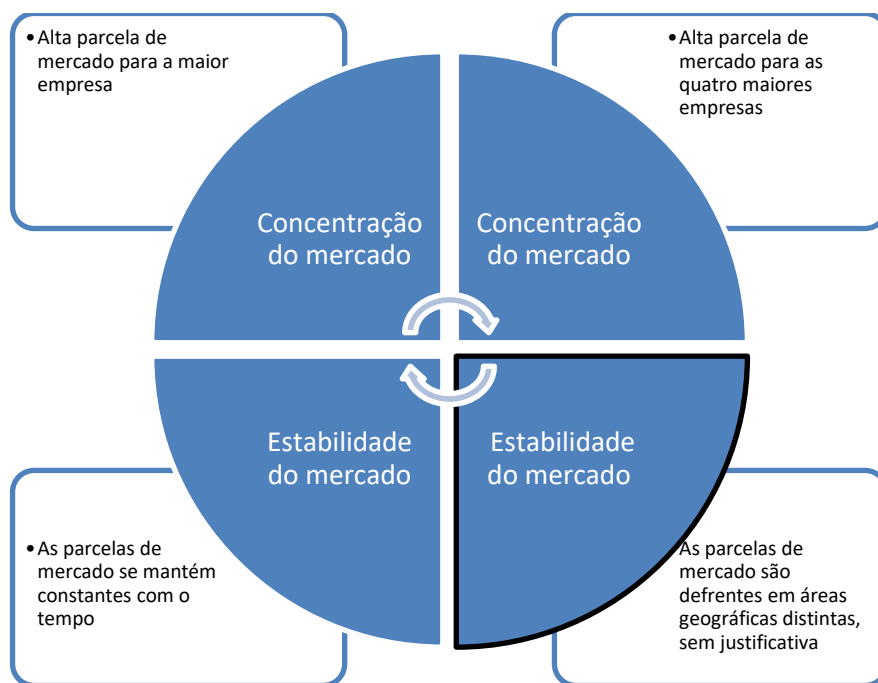 •Alta parcela de
mercado para a maior
empresa
•Alta parcela de
mercado para as
quatro maiores
empresas
Concentração
do mercado
Concentração
do mercado
Estabilidade
do mercado
Estabilidade
do mercado
•As parcelas de
mercado se mantém
constantes com o
tempo
As parcelas de
mercado são
defrentes em áreas
geográficas distintas,
sem justificativa